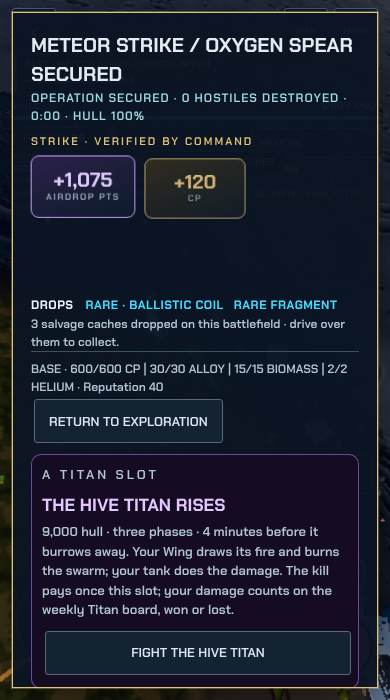 METEOR STRIKE / OXYGEN SPEAR
SECURED
OPERATION SECURED · 0 HOSTILES DESTROYED ·
0:00 · HULL 100%
STRIKE · VERIFIED BY COMMAND
+1,075
AIRDROP PTS
+120
CP
DROPS RARE · BALLISTIC COIL RARE FRAGMENT
3 salvage caches dropped on this battlefield · drive over
them to collect.
BASE · 600/600 CP | 30/30 ALLOY | 15/15 BIOMASS | 2/2
HELIUM · Reputation 40
RETURN TO EXPLORATION
A TITAN SLOT
THE HIVE TITAN RISES
9,000 hull · three phases · 4 minutes before it
burrows away. Your Wing draws its fire and burns
the swarm; your tank does the damage. The kill
pays once this slot; your damage counts on the
weekly Titan board, won or lost.
FIGHT THE HIVE TITAN